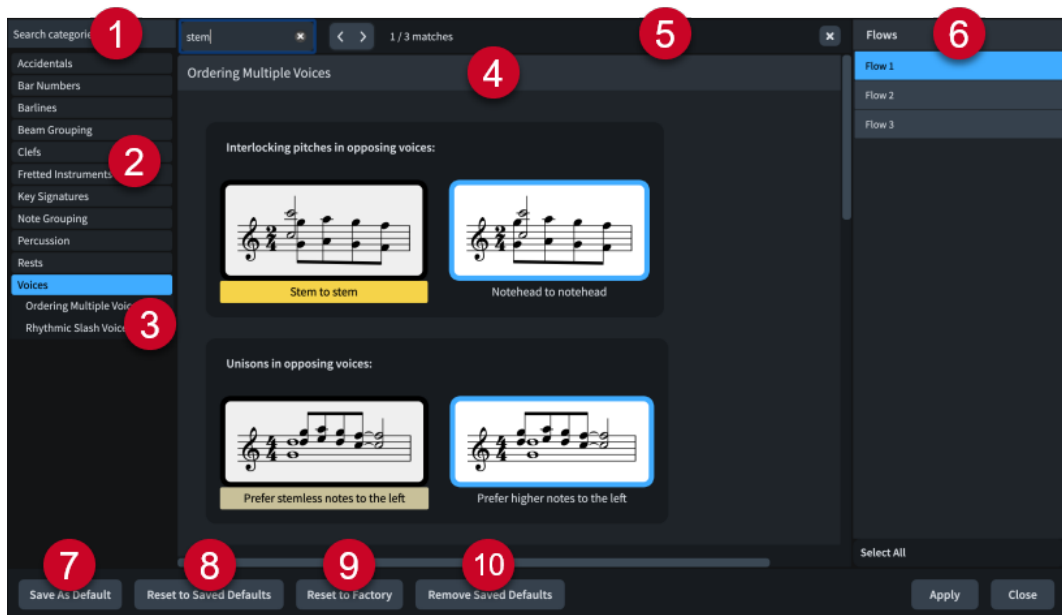 Search categorie
1
stem
1 / 3 matches
5
Flows
6
Accidentals
Bar Numbers
Barlines
Beam Grouping
Clefs
Fretted Instruments
Key Signatures
Note Grouping
Percussion
Rests
Voices
Ordering Multiple Voic
Rhythmic Slash Voice
2
3
Ordering Multiple Voices
4
Interlocking pitches in opposing voices:
Stem to stem
Notehead to notehead
Unisons in opposing voices:
Prefer stemless notes to the left
Prefer higher notes to the left
Flow 1
Flow 2
Flow 3
Select All
7
8
9
10
Save As Default
Reset to Saved Defaults
Reset to Factory
Remove Saved Defaults
Apply
Close